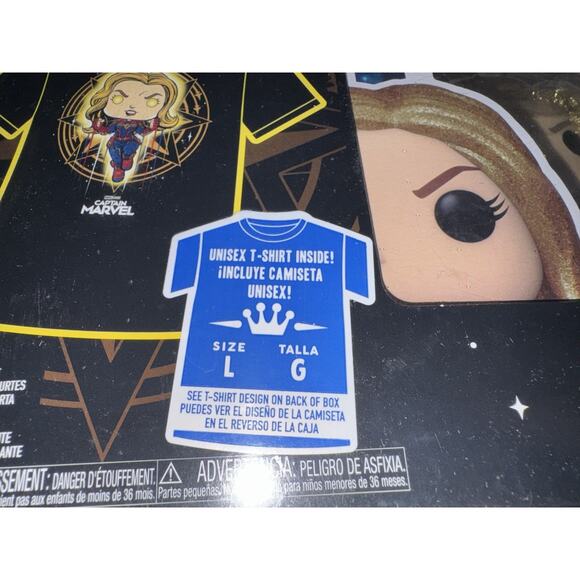 CAPTAIN
MARVEL
UNISEX T-SHIRT INSIDE!
¡INCLUYE CAMISETA
UNISEX!
SIZE TALLA
L G
SEE T-SHIRT DESIGN ON BACK OF BOX
PUEDES VER EL DISEÑO DE LA CAMISETA
EN EL REVERSO DE LA CAJA
DANGER D'ÉTOUFFEMENT.
pas aux enfants de moins de 36 mois.
ADVERTENCIA: PELIGRO DE ASFIXIA.
Partes pequeñas. para niños menores de 36 meses.